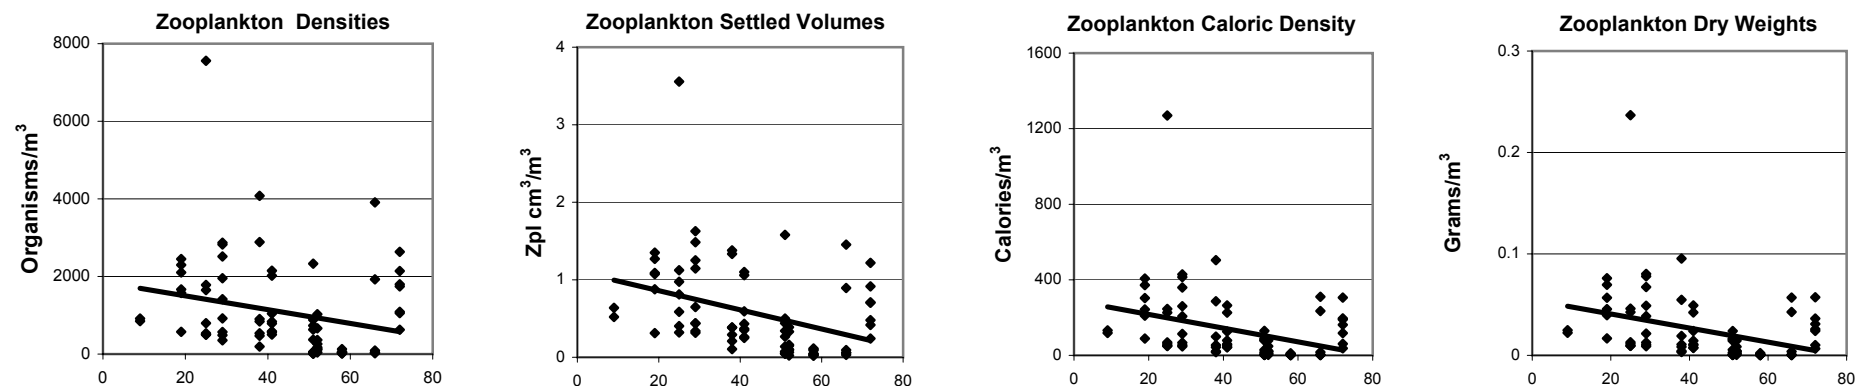 Zooplankton Densities
Organisms/m³
8000
6000
4000
2000
0
0 20 40 60 80
Zooplankton Settled Volumes
Zpl cm³/m³
4
3
2
1
0
0 20 40 60 80
Zooplankton Caloric Density
Calories/m³
1600
1200
800
400
0
0 20 40 60 80
Zooplankton Dry Weights
Grams/m³
0.3
0.2
0.1
0
0 20 40 60 80